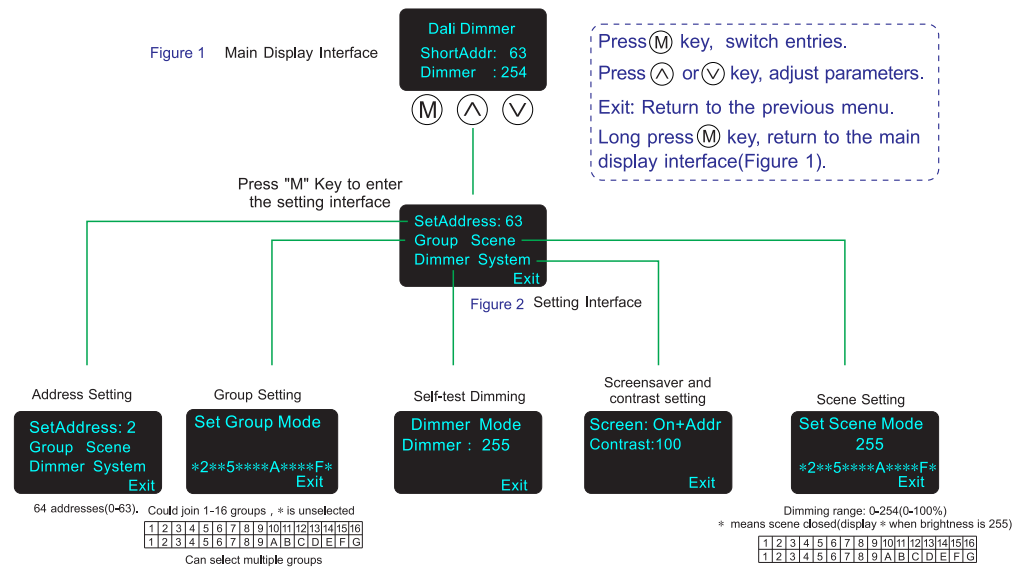 Dali Dimmer
ShortAddr: 63
Dimmer : 254
Figure 1 Main Display Interface
M
Press M key, switch entries.
Press ∧ or ∨ key, adjust parameters.
Exit: Return to the previous menu.
Long press M key, return to the main
display interface(Figure 1).
Press "M" Key to enter
the setting interface
SetAddress: 63
Group Scene
Dimmer System
Exit
Figure 2 Setting Interface
Address Setting
SetAddress: 2
Group Scene
Dimmer System
Exit
64 addresses(0-63).
Group Setting
Set Group Mode
*2**5****A****F*
Exit
Could join 1-16 groups , * is unselected
1 2 3 4 5 6 7 8 9 10 11 12 13 14 15 16
1 2 3 4 5 6 7 8 9 A B C D E F G
Can select multiple groups
Self-test Dimming
Dimmer Mode
Dimmer : 255
Exit
Screensaver and
contrast setting
Screen: On+Addr
Contrast:100
Exit
Scene Setting
Set Scene Mode
255
*2**5****A****F*
Exit
Dimming range: 0-254(0-100%)
* means scene closed(display * when brightness is 255)
1 2 3 4 5 6 7 8 9 10 11 12 13 14 15 16
1 2 3 4 5 6 7 8 9 A B C D E F G